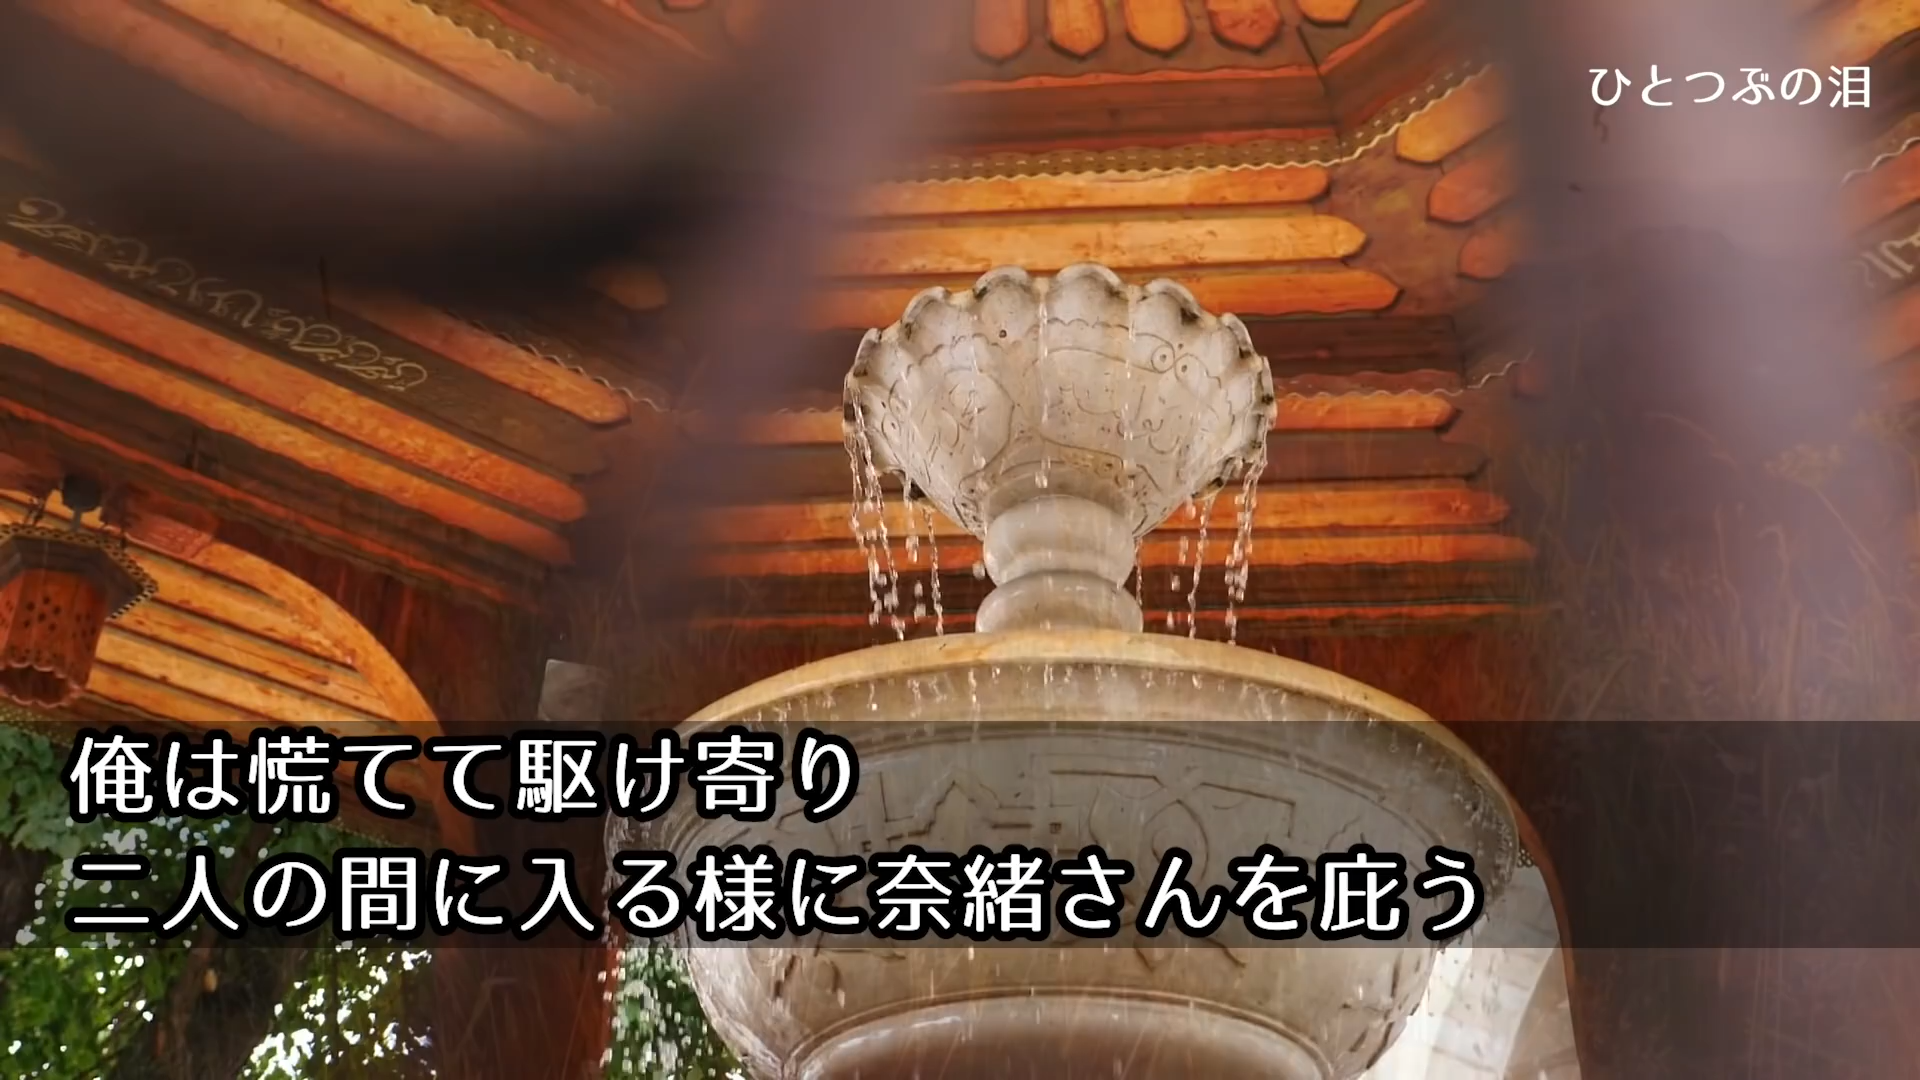 ひとつぶの泪
俺は慌てて駆け寄り
二人の間に入る様に奈緒さんを庇う